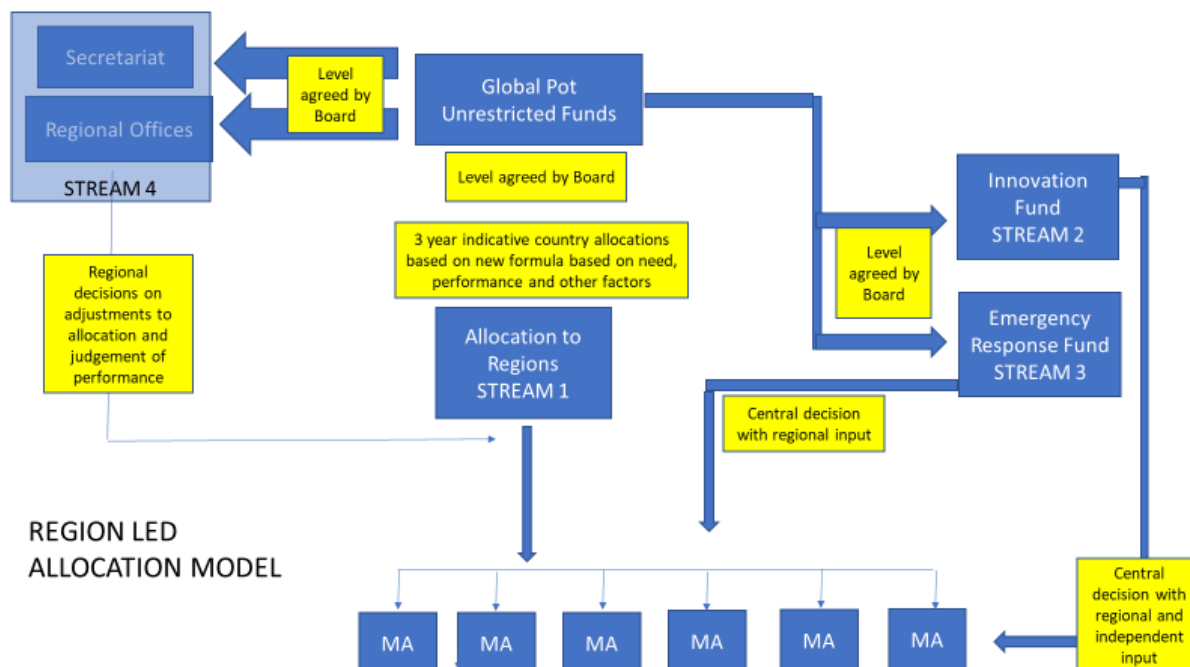 Secretariat
Regional Offices
STREAM 4
Level
agreed by
Board
Global Pot
Unrestricted Funds
Level agreed by Board
3 year indicative country allocations
based on new formula based on need,
performance and other factors
Allocation to
Regions
STREAM 1
Innovation
Fund
STREAM 2
Level
agreed by
Board
Emergency
Response Fund
STREAM 3
Regional
decisions on
adjustments to
allocation and
judgement of
performance
Central decision
with regional input
REGION LED
ALLOCATION MODEL
MA
MA
MA
MA
MA
MA
Central
decision with
regional and
independent
input